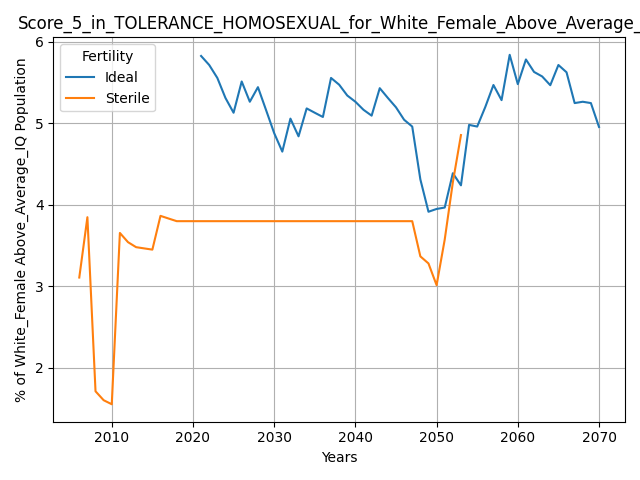 Score_5_in_TOLERANCE_HOMOSEXUAL_for_White_Female_Above_Average_
Fertility
Ideal
Sterile
% of White_Female Above_Average_IQ Population
6
5
4
3
2
2010 2020 2030 2040 2050 2060 2070
Years